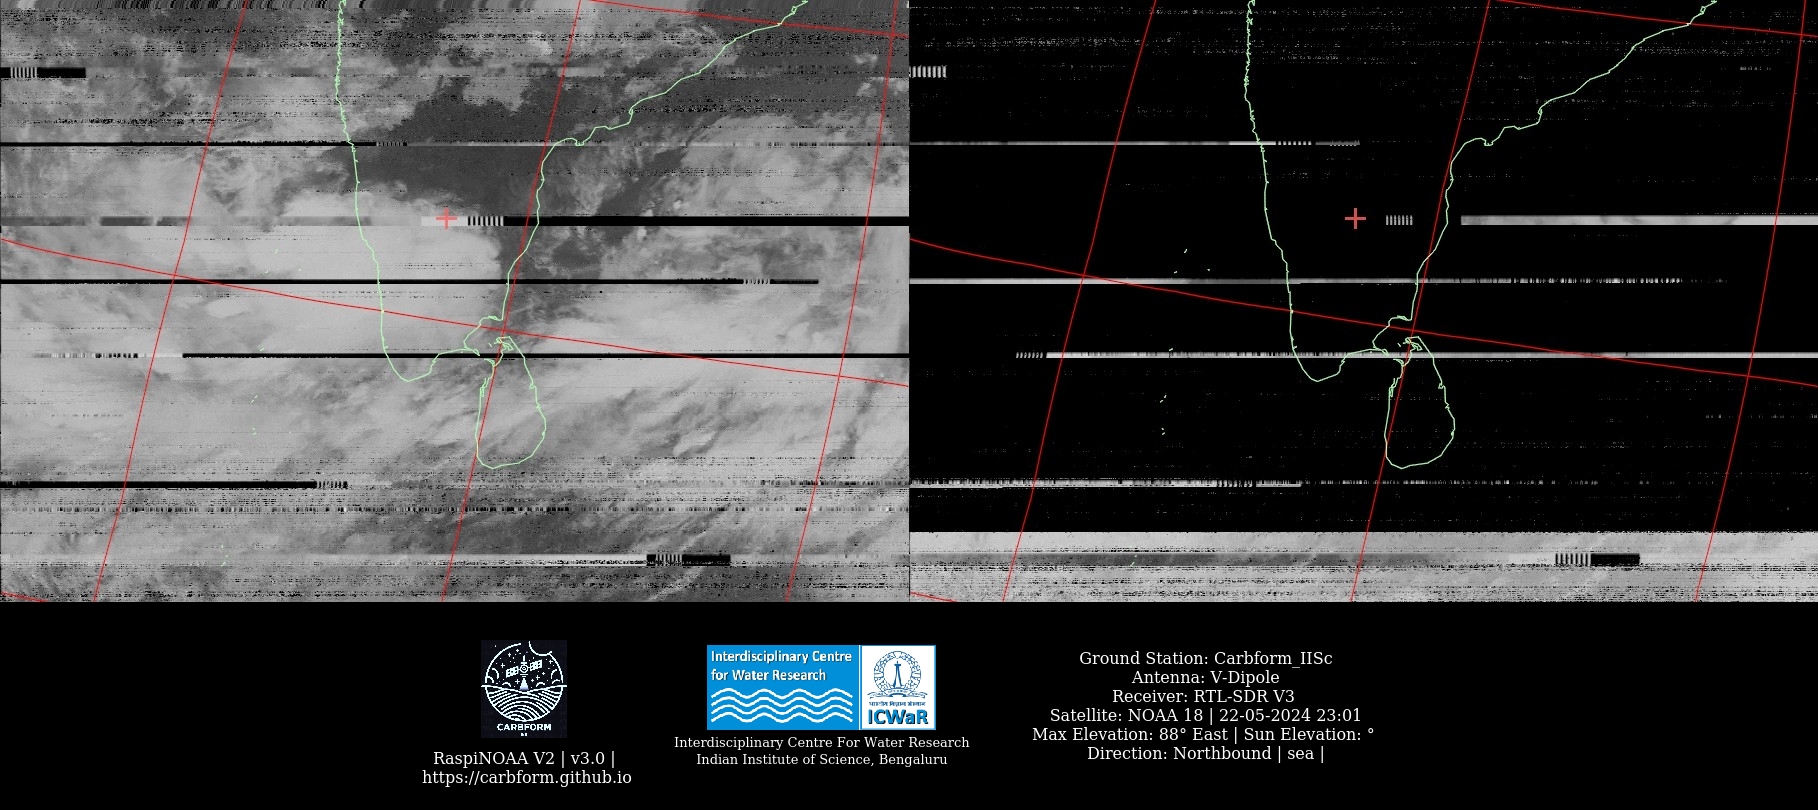 CARBFORM
RaspiNOAA V2 | v3.0 |
https://carbform.github.io
Interdisciplinary Centre
for Water Research
ICWaR
Interdisciplinary Centre For Water Research
Indian Institute of Science, Bengaluru
Ground Station: Carbform_IISc
Antenna: V-Dipole
Receiver: RTL-SDR V3
Satellite: NOAA 18 | 22-05-2024 23:01
Max Elevation: 88° East | Sun Elevation: °
Direction: Northbound | sea |